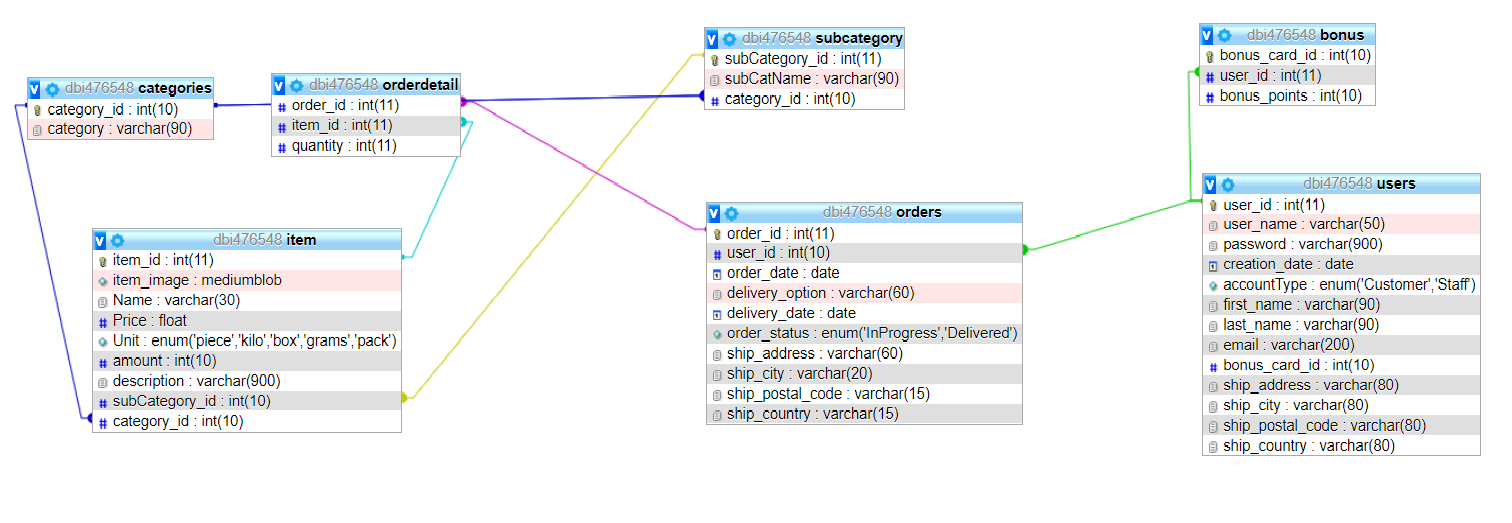 dbi476548 categories
category_id : int(10)
category : varchar(90)
dbi476548 orderdetail
order_id : int(11)
item_id : int(11)
quantity : int(11)
dbi476548 subcategory
subCategory_id : int(11)
subCatName : varchar(90)
category_id : int(10)
dbi476548 bonus
bonus_card_id : int(10)
user_id : int(11)
bonus_points : int(10)
dbi476548 item
item_id : int(11)
item_image : mediumblob
Name : varchar(30)
Price : float
Unit : enum('piece','kilo','box','grams','pack')
amount : int(10)
description : varchar(900)
subCategory_id : int(10)
category_id : int(10)
dbi476548 orders
order_id : int(11)
user_id : int(10)
order_date : date
delivery_option : varchar(60)
delivery_date : date
order_status : enum('InProgress','Delivered')
ship_address : varchar(60)
ship_city : varchar(20)
ship_postal_code : varchar(15)
ship_country : varchar(15)
dbi476548 users
user_id : int(11)
user_name : varchar(50)
password : varchar(900)
creation_date : date
accountType : enum('Customer','Staff')
first_name : varchar(90)
last_name : varchar(90)
email : varchar(200)
bonus_card_id : int(10)
ship_address : varchar(80)
ship_city : varchar(80)
ship_postal_code : varchar(80)
ship_country : varchar(80)